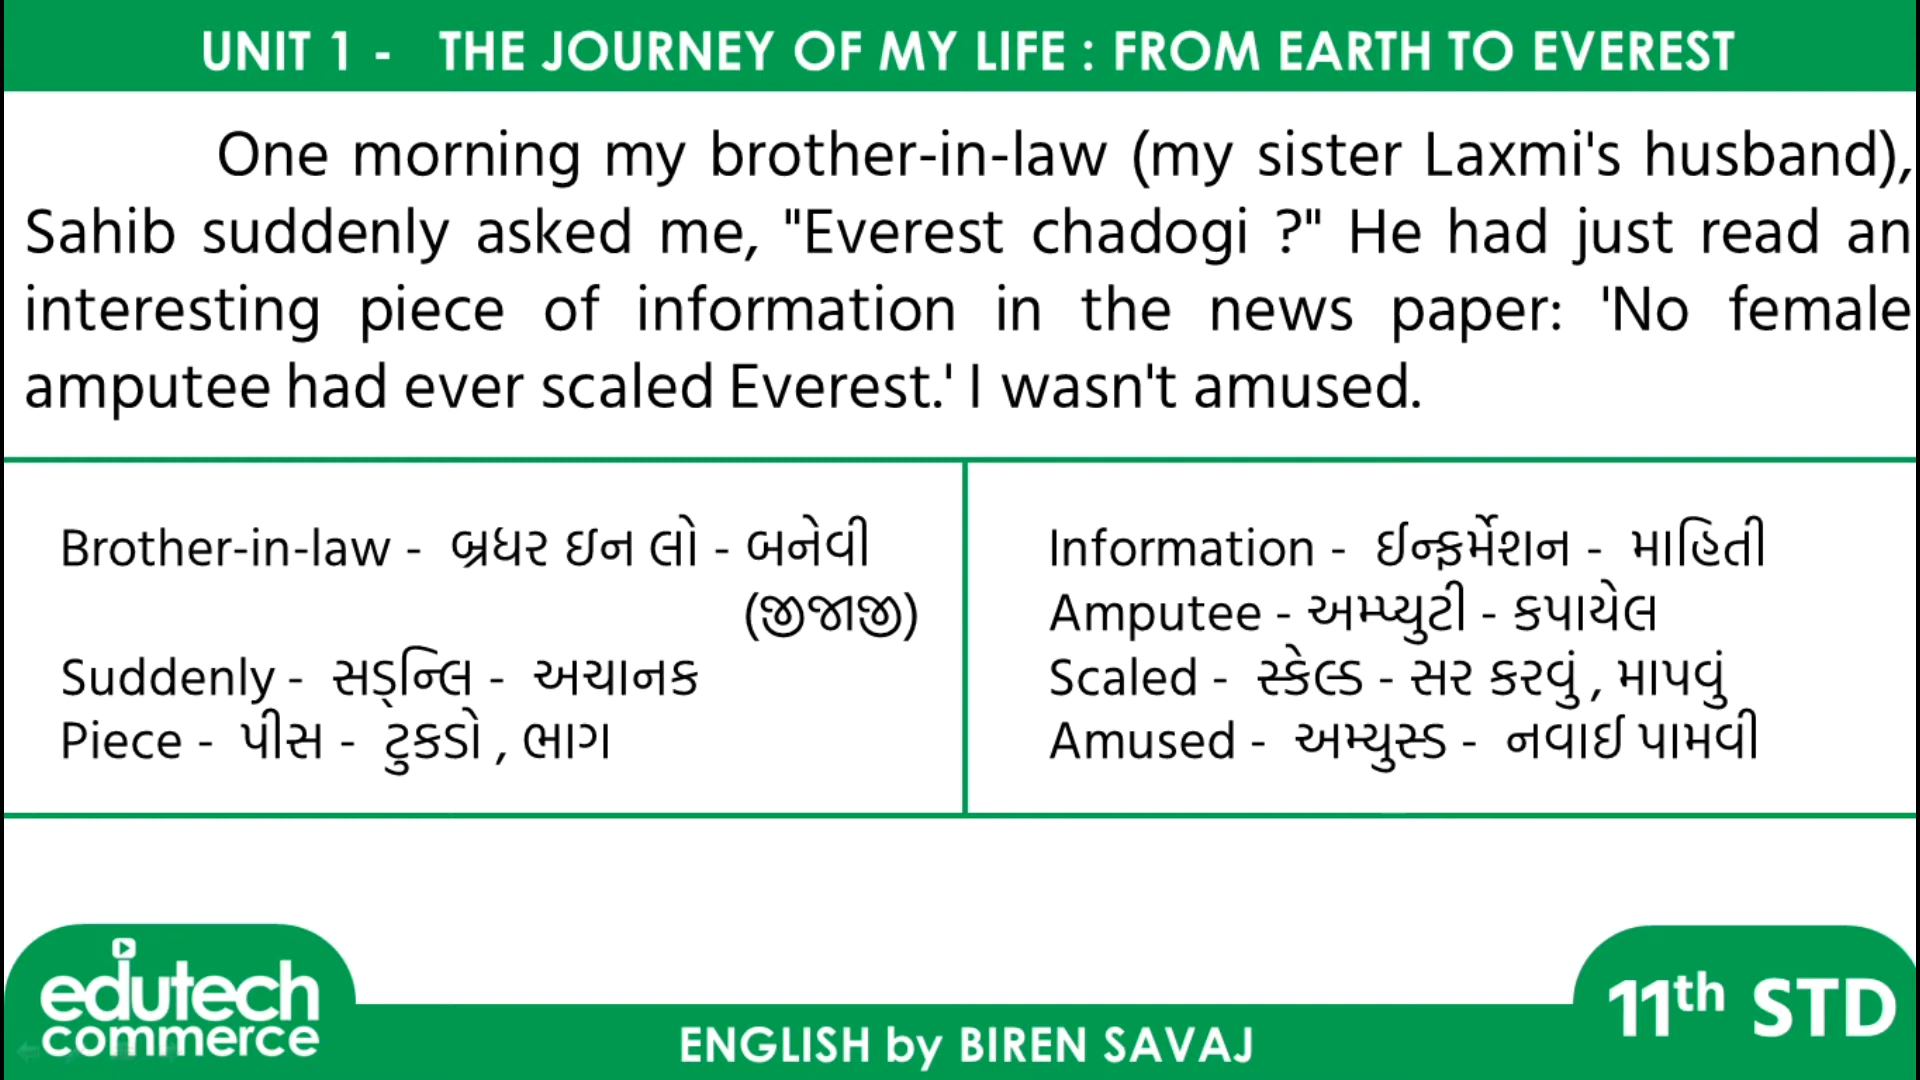 UNIT 1 - THE JOURNEY OF MY LIFE : FROM EARTH TO EVEREST
One morning my brother-in-law (my sister Laxmi's husband),
Sahib suddenly asked me, "Everest chadogi ?" He had just read an
interesting piece of information in the news paper: 'No female
amputee had ever scaled Everest.' I wasn't amused.
Brother-in-law - બ્રધર ઇન લો - બનેવી
(જીજાજી)
Suddenly - સડ્નલિ - અચાનક
Piece - પીસ - ટુકડો , ભાગ
Information - ઈન્ફર્મેશન - માહિતી
Amputee - અમ્પ્યુટી - કપાયેલ
Scaled - સ્કેલ્ડ - સર કરવું , માપવું
Amused - અમ્યુસ્ડ - નવાઈ પામવી
edutech
commerce
ENGLISH by BIREN SAVAJ
11th STD